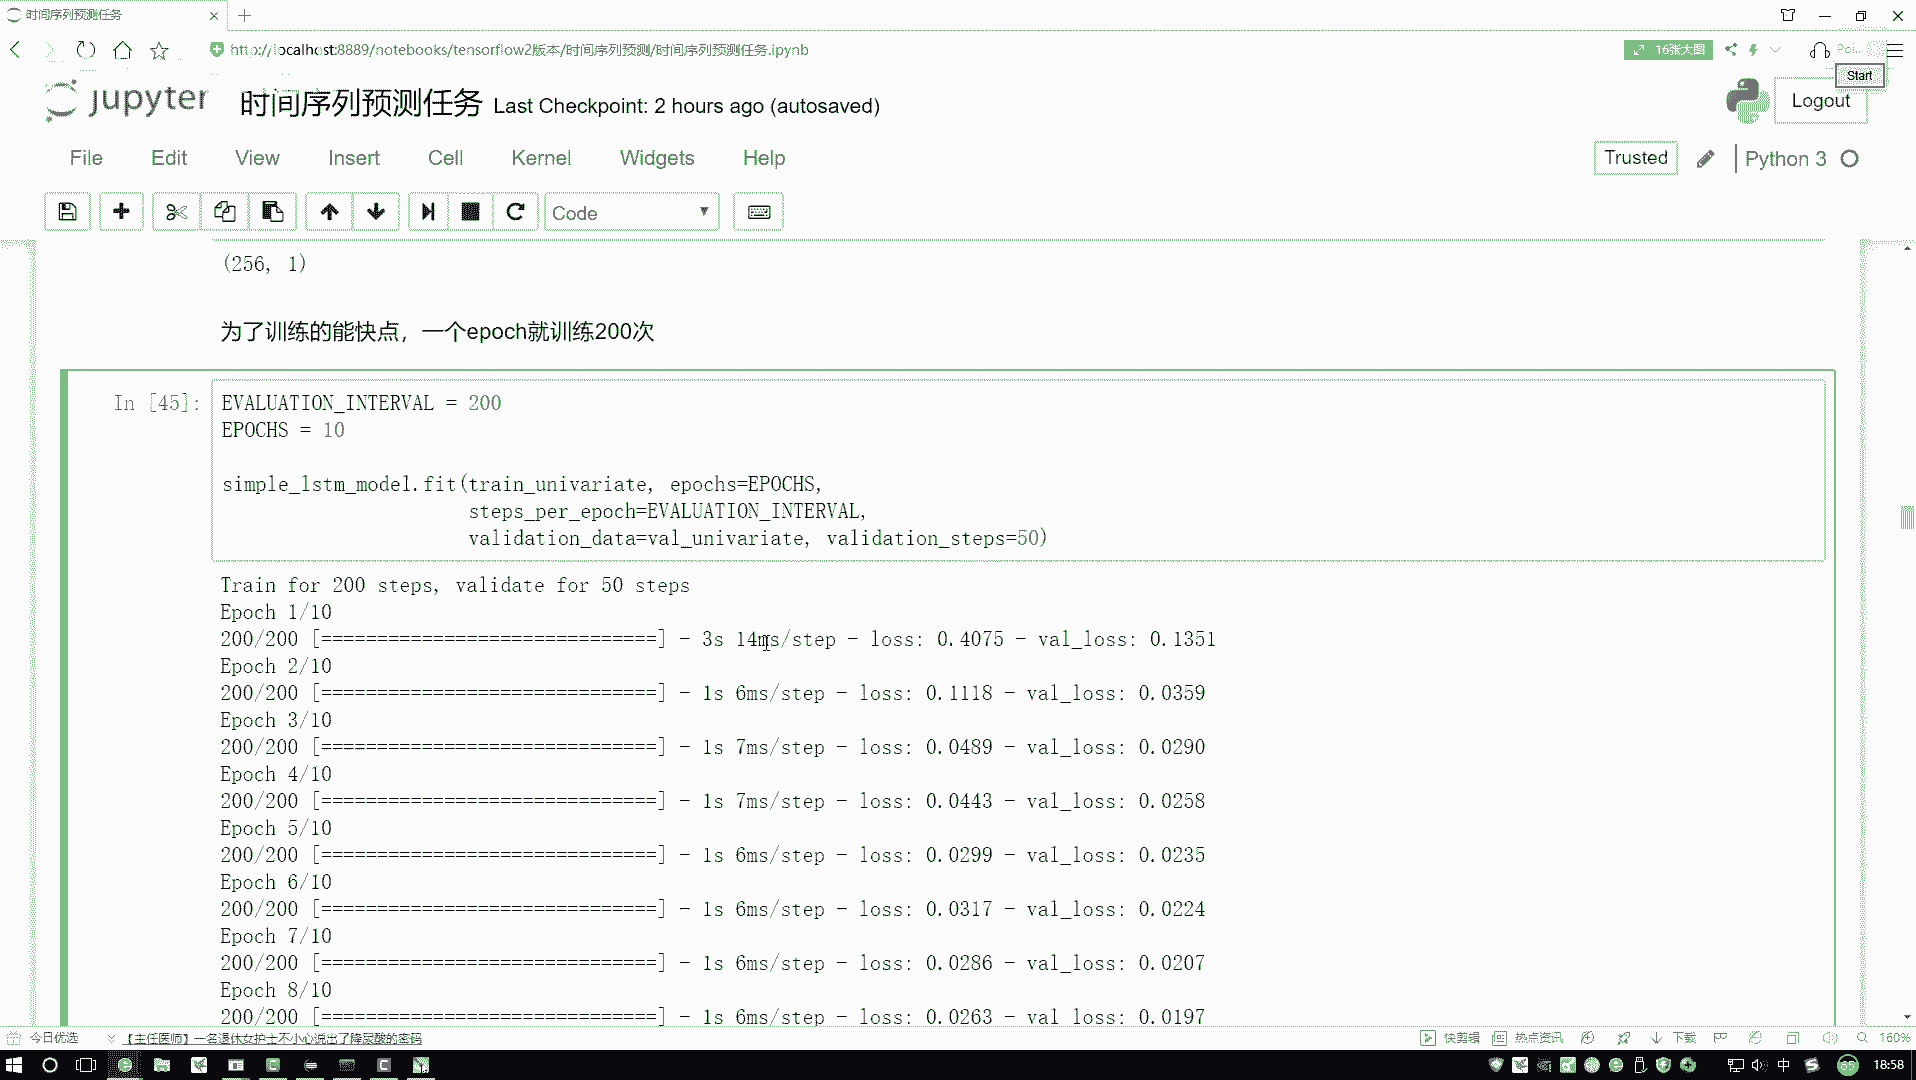 时间序列预测任务
http://localhost:8889/notebooks/tensorflow2版本/时间序列预测/时间序列预测任务.ipynb
16张大图
Start
jupyter 时间序列预测任务 Last Checkpoint: 2 hours ago (autosaved)
Logout
File Edit View Insert Cell Kernel Widgets Help
Trusted
Python 3
Code
(256, 1)
为了训练的能快点，一个epoch就训练200次
In [45]: EVALUATION_INTERVAL = 200
EPOCHS = 10
simple_lstm_model.fit(train_univariate, epochs=EPOCHS,
steps_per_epoch=EVALUATION_INTERVAL,
validation_data=val_univariate, validation_steps=50)
Train for 200 steps, validate for 50 steps
Epoch 1/10
200/200 [==============================] - 3s 14ms/step - loss: 0.4075 - val_loss: 0.1351
Epoch 2/10
200/200 [==============================] - 1s 6ms/step - loss: 0.1118 - val_loss: 0.0359
Epoch 3/10
200/200 [==============================] - 1s 7ms/step - loss: 0.0489 - val_loss: 0.0290
Epoch 4/10
200/200 [==============================] - 1s 7ms/step - loss: 0.0443 - val_loss: 0.0258
Epoch 5/10
200/200 [==============================] - 1s 6ms/step - loss: 0.0299 - val_loss: 0.0235
Epoch 6/10
200/200 [==============================] - 1s 6ms/step - loss: 0.0317 - val_loss: 0.0224
Epoch 7/10
200/200 [==============================] - 1s 6ms/step - loss: 0.0286 - val_loss: 0.0207
Epoch 8/10
200/200 [==============================] - 1s 6ms/step - loss: 0.0263 - val_loss: 0.0197
今日优选
【主任医师】一名退休女护士不小心说出了降尿酸的密码
快剪辑
热点资讯
下载
160%
中
65
18:58